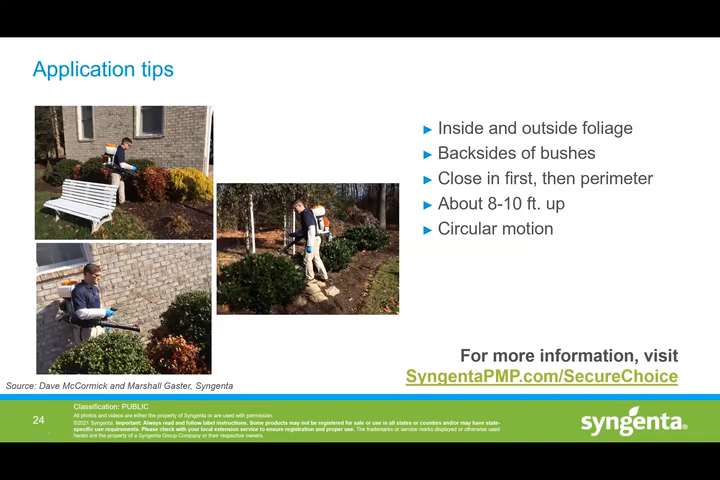 Application tips
► Inside and outside foliage
► Backsides of bushes
► Close in first, then perimeter
► About 8-10 ft. up
► Circular motion
For more information, visit
SyngentaPMP.com/SecureChoice
Source: Dave McCormick and Marshall Gaster, Syngenta
24
Classification: PUBLIC
All photos and videos are either the property of Syngenta or are used with permission.
©2021 Syngenta. Important: Always read and follow label instructions. Some products may not be registered for sale or use in all states or counties and/or may have state-
specific use requirements. Please check with your local extension service to ensure registration and proper use. The trademarks or service marks displayed or otherwise used
herein are the property of a Syngenta Group Company or their respective owners.
syngenta®